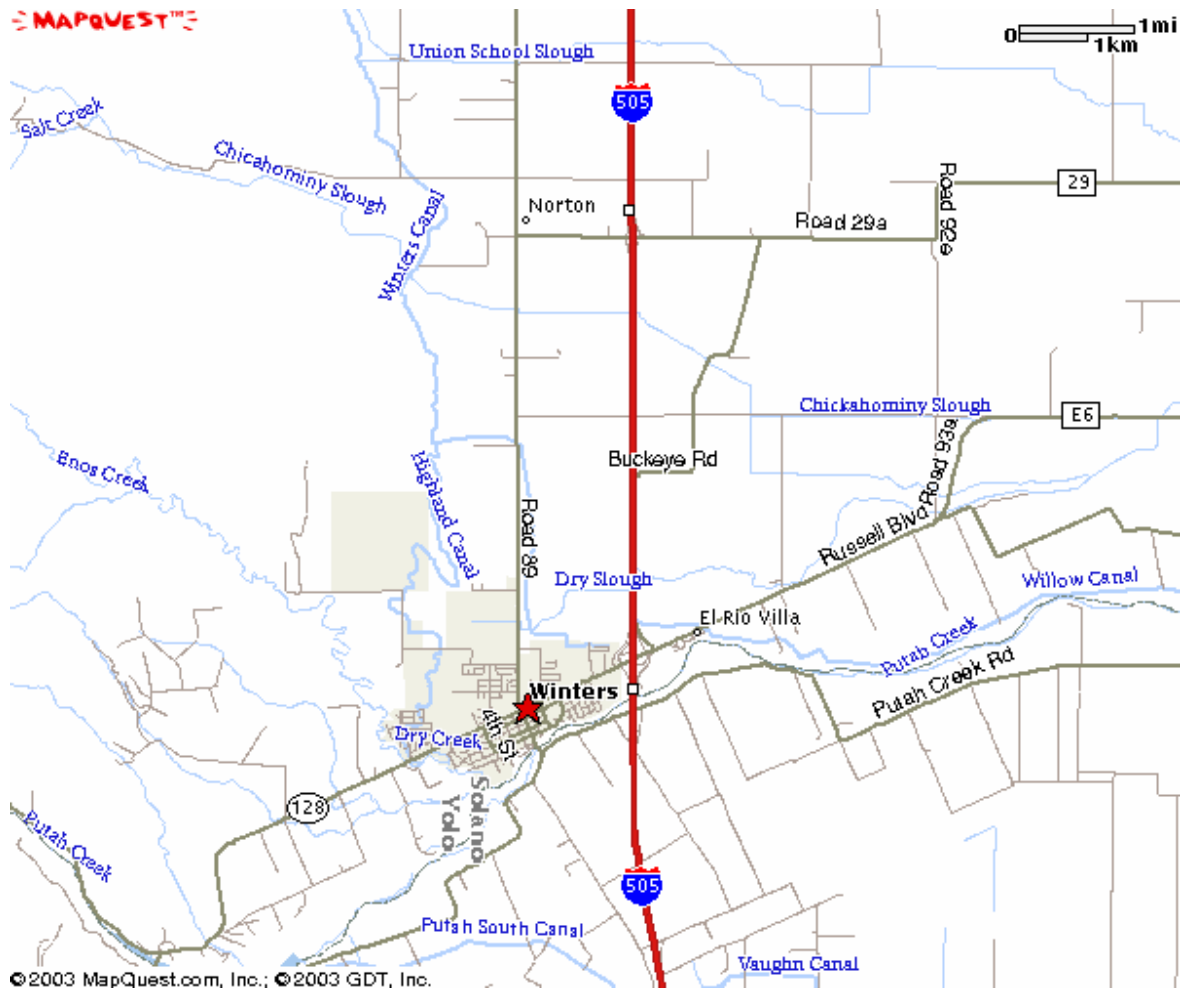 MAPQUEST™
0 1mi
1km
Union School Slough
505
Salt Creek
Chicahominy Slough
Winters Canal
Norton
Road 29a
Road 92e
29
Chickahominy Slough
E6
Road 93a
Buckeye Rd
Enos Creek
Highland Canal
Road 89
Russell Blvd
Dry Slough
Willow Canal
El Rio Villa
Putah Creek
Putah Creek Rd
Winters
4th St
Dry Creek
Solano
Yolo
128
Putah Creek
505
Putah South Canal
Vaughn Canal
©2003 MapQuest.com, Inc.; ©2003 GDT, Inc.